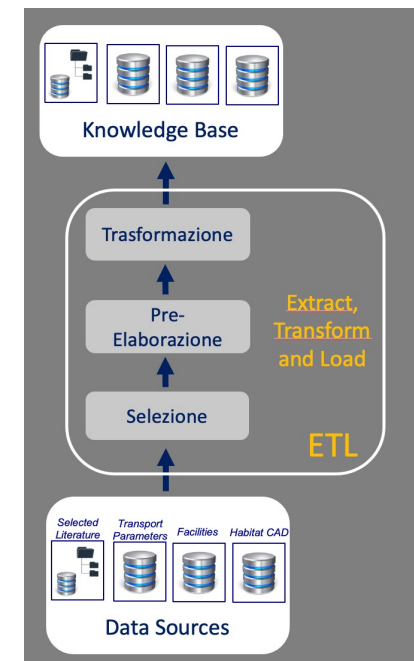 Knowledge Base
Trasformazione
Pre-
Elaborazione
Extract,
Transform
and Load
Selezione
ETL
Selected
Literature
Transport
Parameters
Facilities
Habitat CAD
Data Sources